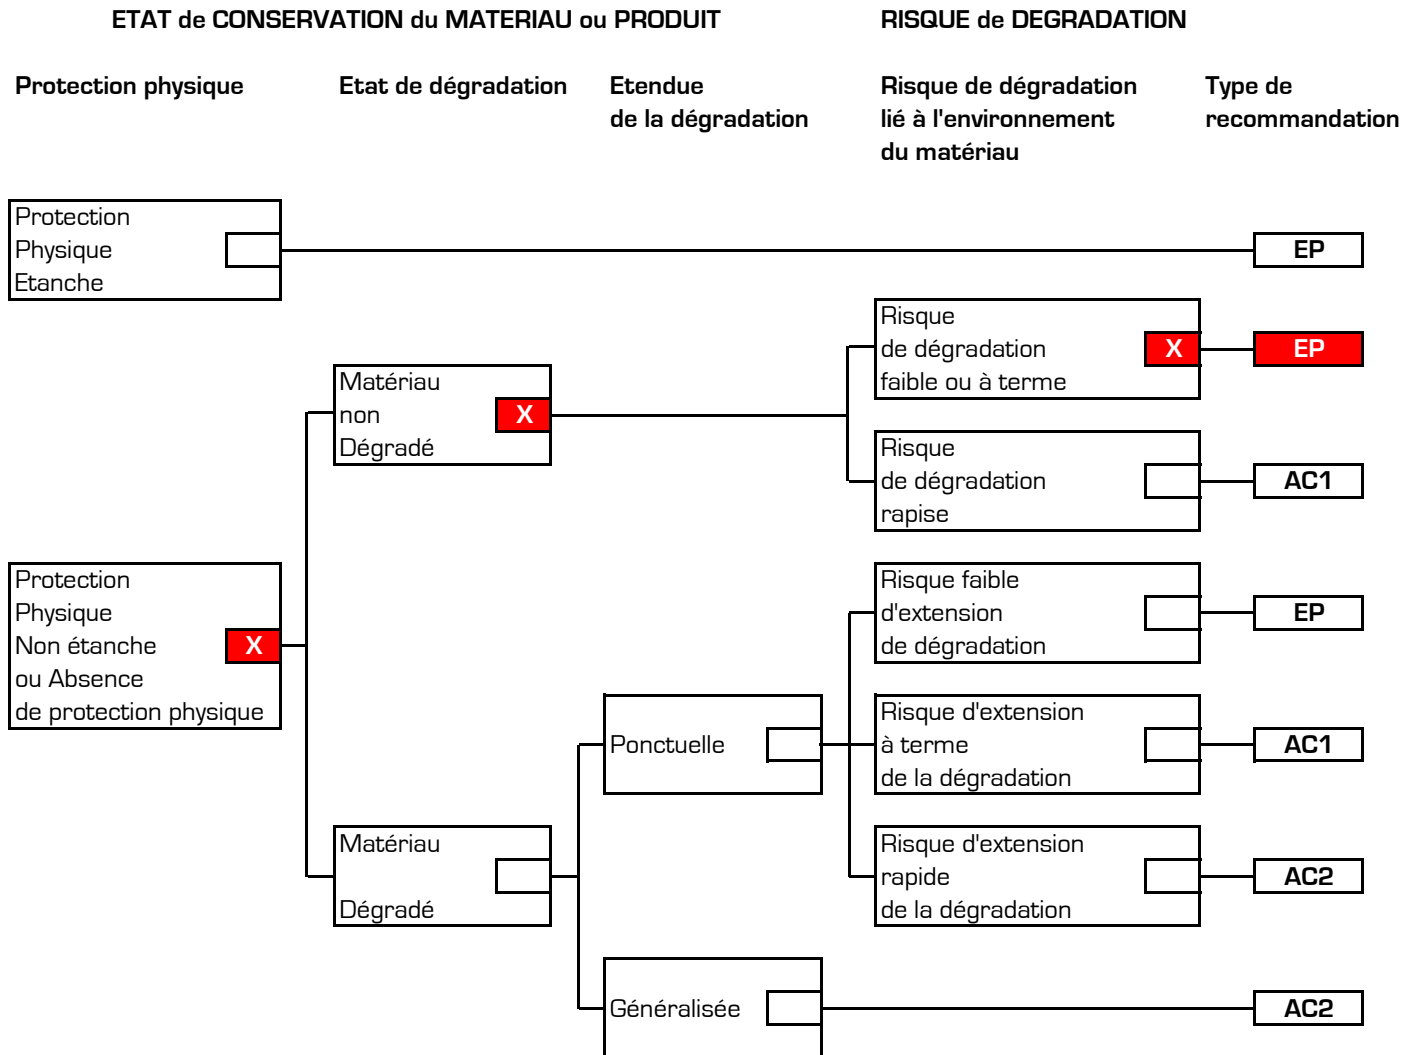 ETAT de CONSERVATION du MATERIAU ou PRODUIT
RISQUE de DEGRADATION
Protection physique
Etat de dégradation
Etendue
de la dégradation
Risque de dégradation
lié à l'environnement
du matériau
Type de
recommandation
Protection
Physique
Etanche
EP
Risque
de dégradation
faible ou à terme
X
EP
Matériau
non
Dégradé
X
Risque
de dégradation
rapise
AC1
Protection
Physique
Non étanche
ou Absence
de protection physique
X
Risque faible
d'extension
de dégradation
EP
Ponctuelle
Risque d'extension
à terme
de la dégradation
AC1
Matériau
Dégradé
Risque d'extension
rapide
de la dégradation
AC2
Généralisée
AC2